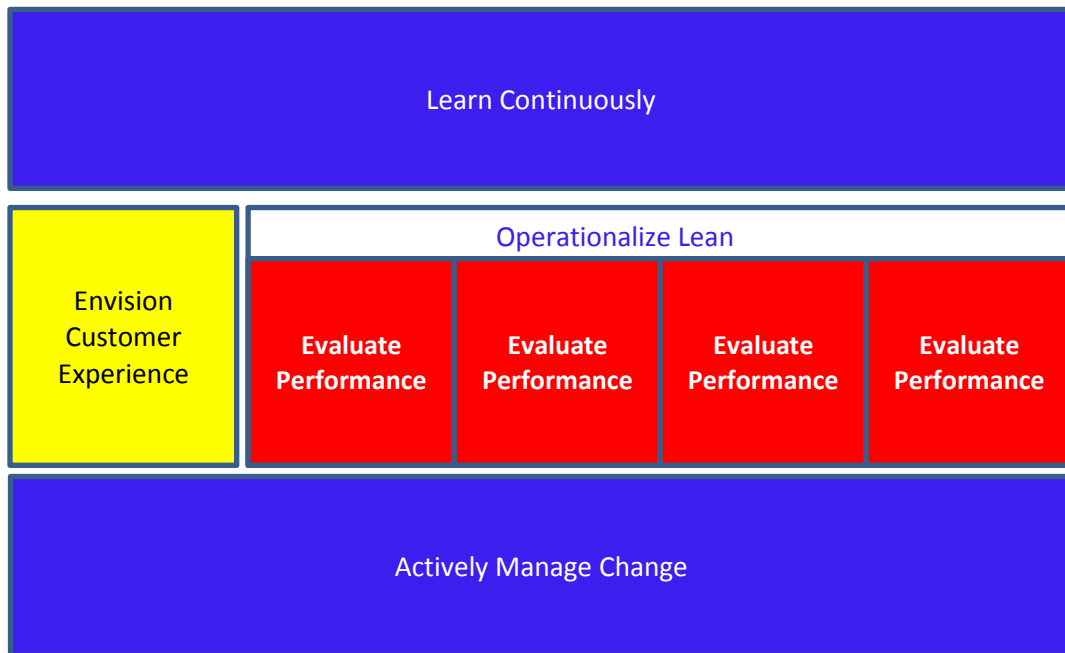 Learn Continuously
Operationalize Lean
Envision
Customer
Experience
Evaluate
Performance
Evaluate
Performance
Evaluate
Performance
Evaluate
Performance
Actively Manage Change